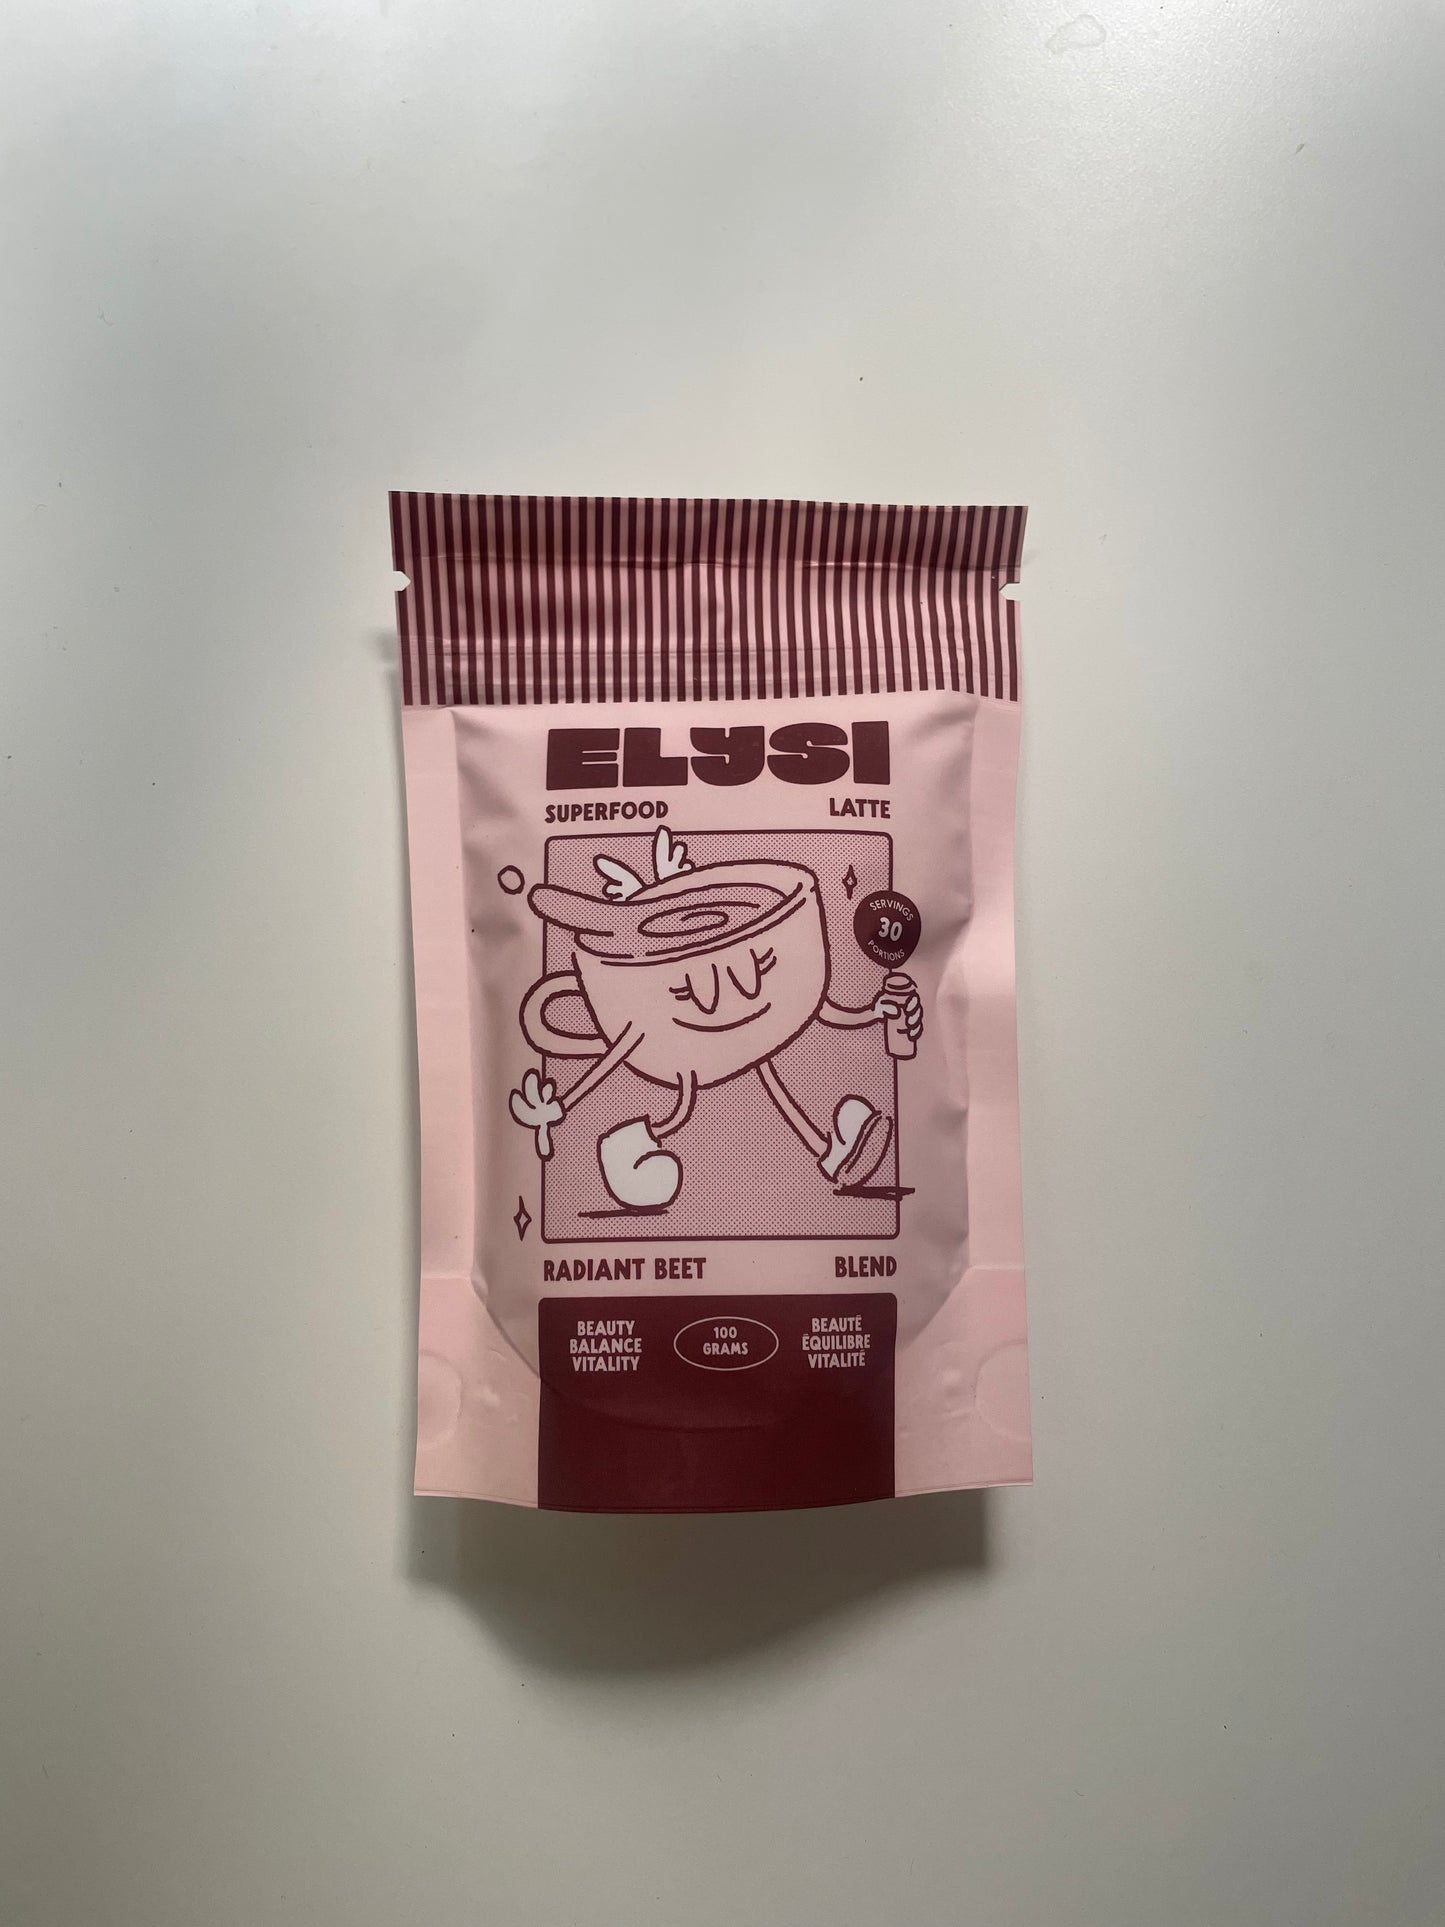 ELYSI
SUPERFOOD LATTE
SERVINGS
30
PORTIONS
RADIANT BEET BLEND
BEAUTY
BALANCE
VITALITY
100
GRAMS
BEAUTÉ
ÉQUILIBRE
VITALITÉ